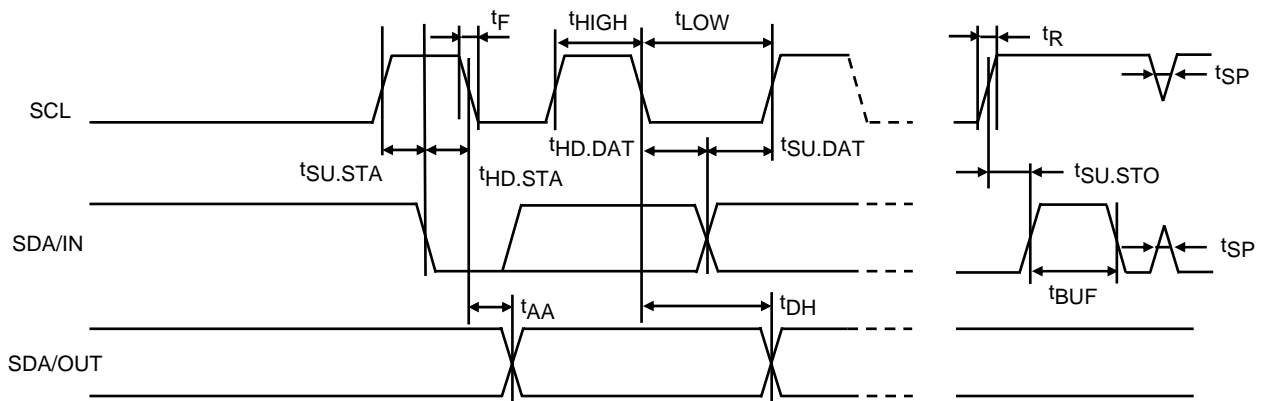 tF
tHIGH
tLOW
tR
tSP
SCL
tSU.STA
tHD.STA
tHD.DAT
tSU.DAT
tSU.STO
SDA/IN
tSP
tBUF
tAA
tDH
SDA/OUT